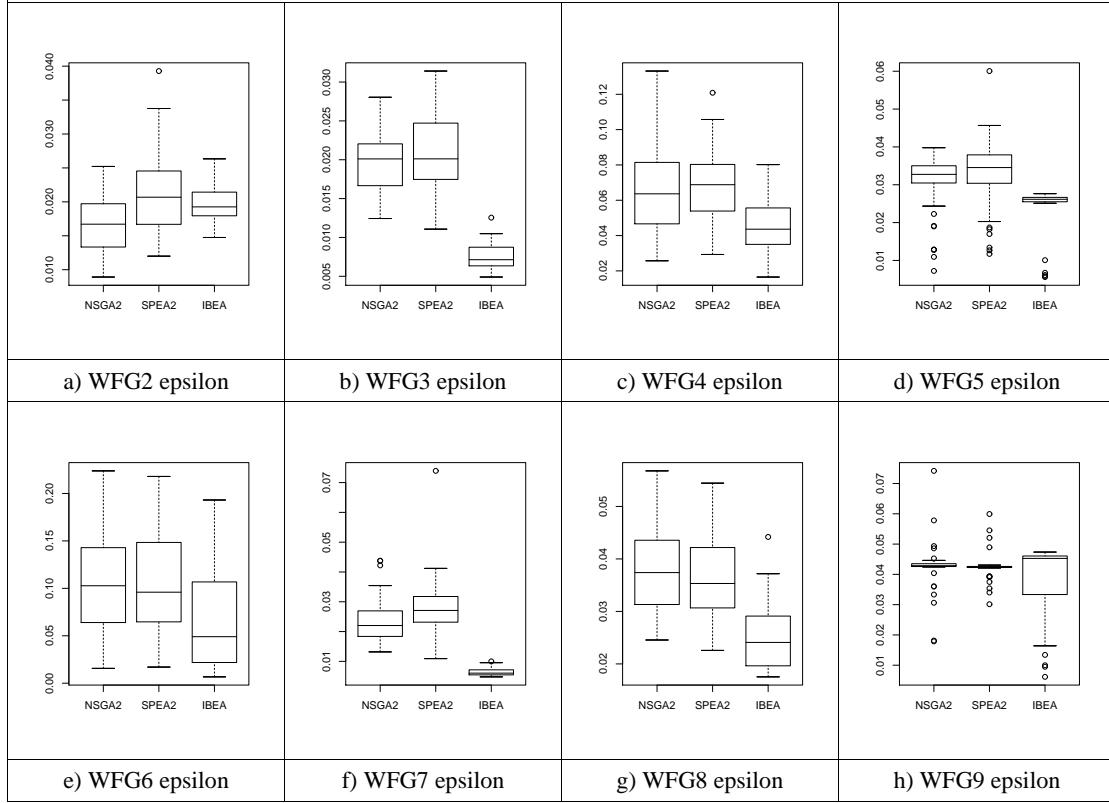 0.040
0.030
0.020
0.010
NSGA2 SPEA2 IBEA
0.030
0.025
0.020
0.015
0.010
0.005
NSGA2 SPEA2 IBEA
0.12
0.10
0.08
0.06
0.04
0.02
NSGA2 SPEA2 IBEA
0.06
0.05
0.04
0.03
0.02
0.01
NSGA2 SPEA2 IBEA
a) WFG2 epsilon
b) WFG3 epsilon
c) WFG4 epsilon
d) WFG5 epsilon
0.20
0.15
0.10
0.05
0.00
NSGA2 SPEA2 IBEA
0.07
0.05
0.03
0.01
NSGA2 SPEA2 IBEA
0.05
0.04
0.03
0.02
NSGA2 SPEA2 IBEA
0.07
0.06
0.05
0.04
0.03
0.02
0.01
NSGA2 SPEA2 IBEA
e) WFG6 epsilon
f) WFG7 epsilon
g) WFG8 epsilon
h) WFG9 epsilon